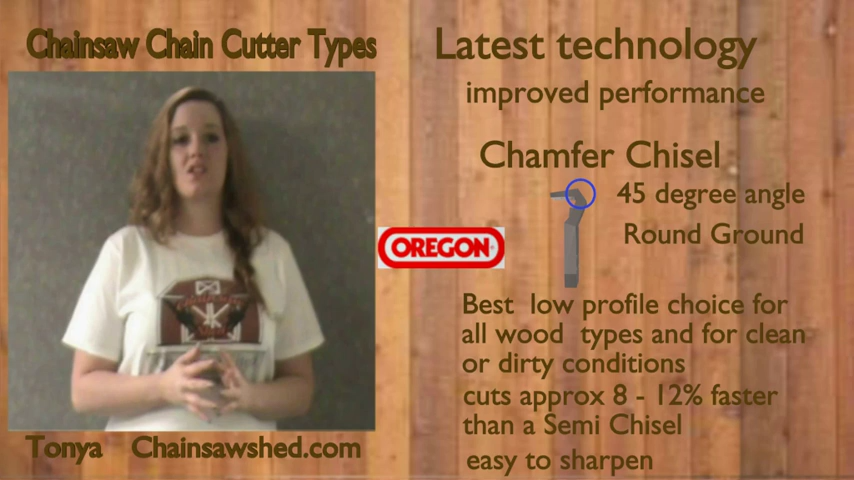 Chainsaw Chain Cutter Types
Latest technology
improved performance
Chamfer Chisel
45 degree angle
Round Ground
OREGON
Best low profile choice for
all wood types and for clean
or dirty conditions
cuts approx 8 - 12% faster
than a Semi Chisel
easy to sharpen
Tonya Chainsawshed.com